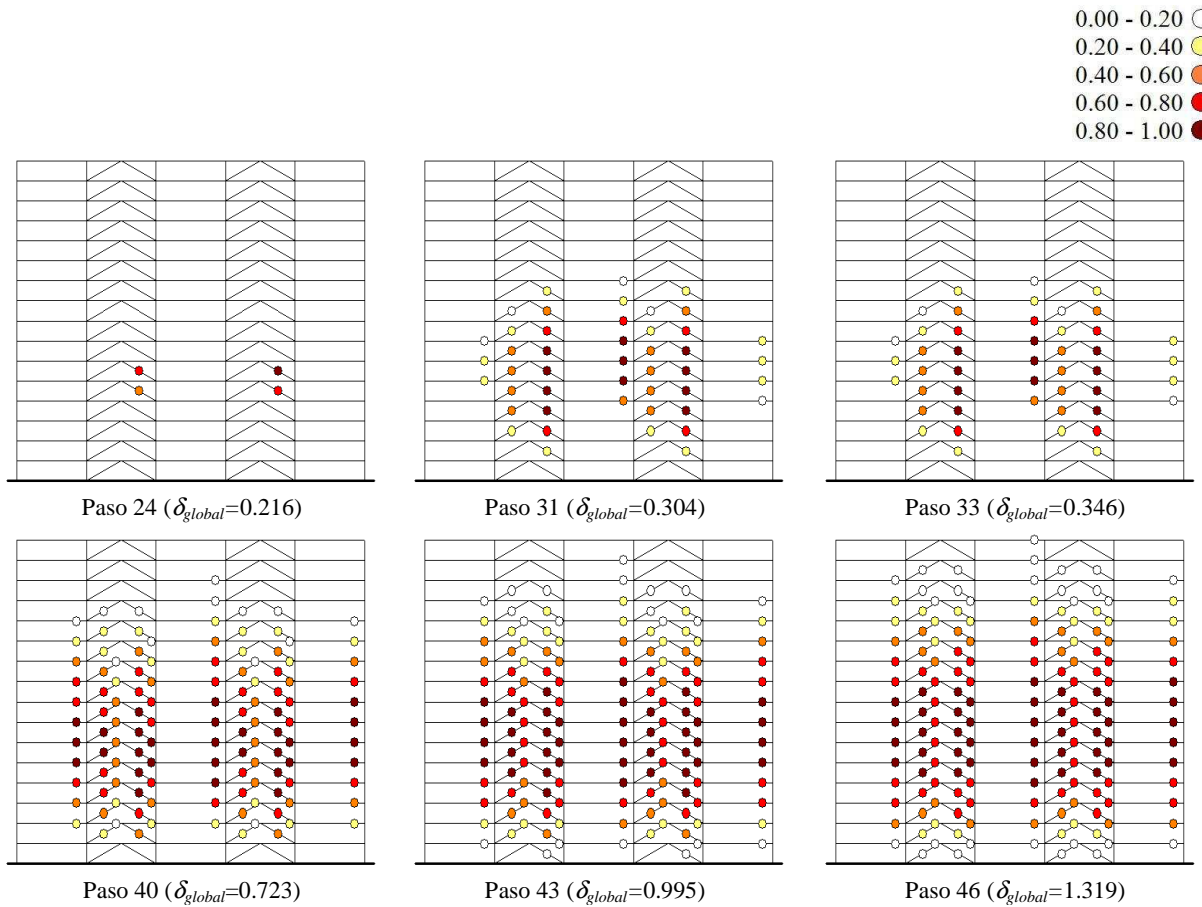 0.00 - 0.20
0.20 - 0.40
0.40 - 0.60
0.60 - 0.80
0.80 - 1.00
Paso 24 (δglobal=0.216)
Paso 31 (δglobal=0.304)
Paso 33 (δglobal=0.346)
Paso 40 (δglobal=0.723)
Paso 43 (δglobal=0.995)
Paso 46 (δglobal=1.319)